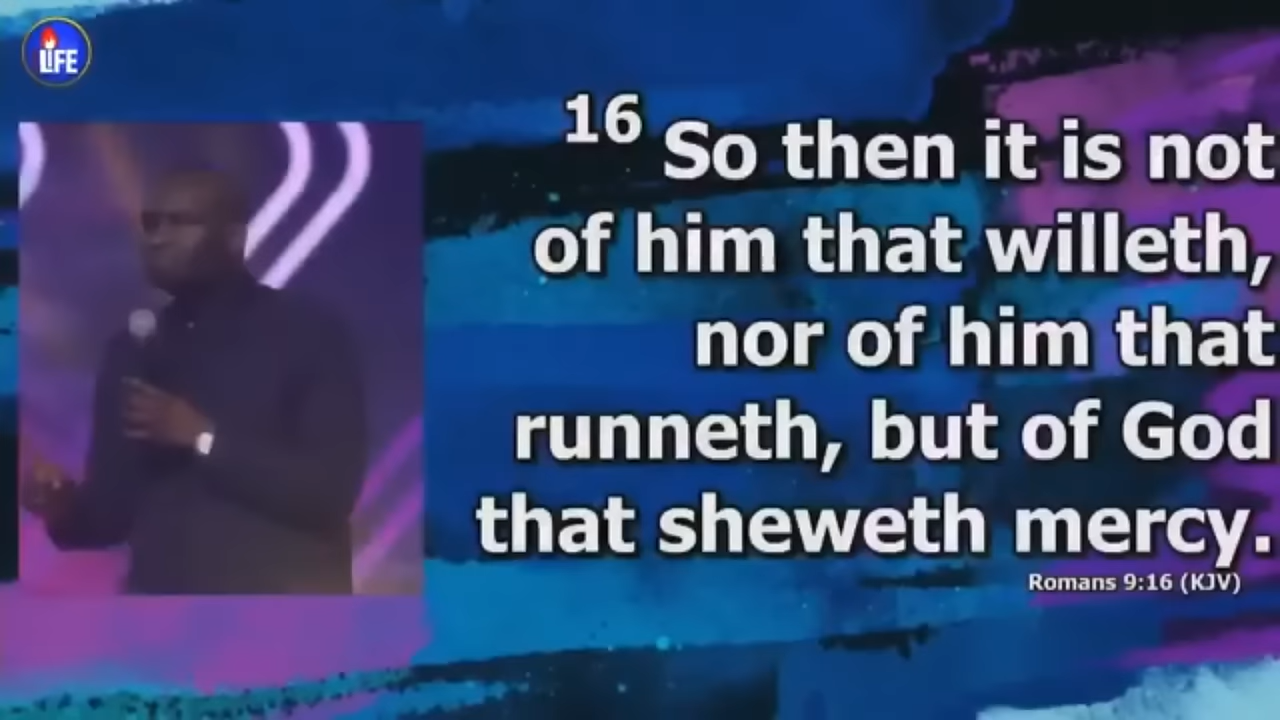 LIFE
16 So then it is not
of him that willeth,
nor of him that
runneth, but of God
that sheweth mercy.
Romans 9:16 (KJV)